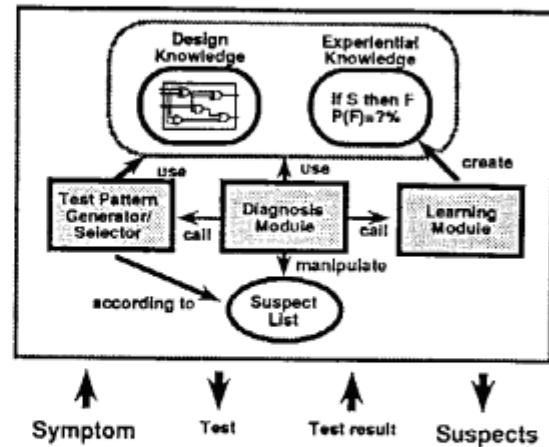 Design
Knowledge
Experiential
Knowledge
If S then F
P(F)=?%
use
use
create
Test Pattern
Generator/
Selector
call
Diagnosis
Module
call
Learning
Module
manipulate
according to
Suspect
List
Symptom
Test
Test result
Suspects